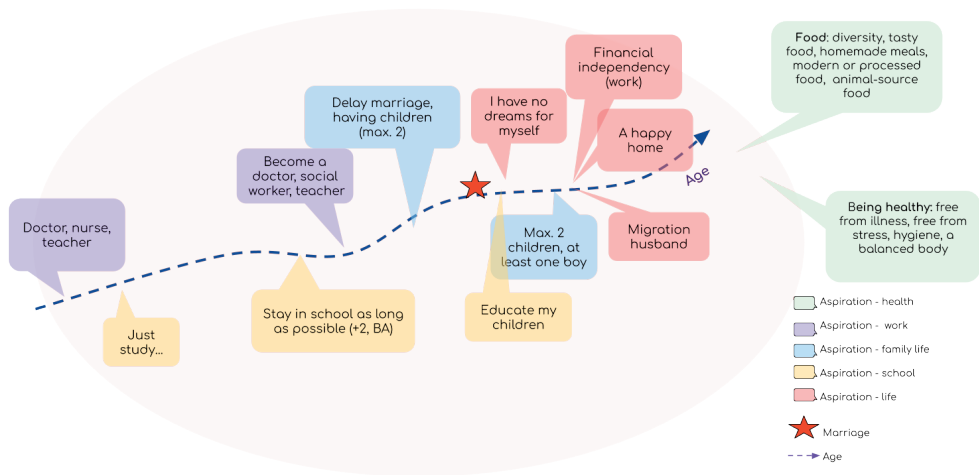 Food: diversity, tasty
food, homemade meals,
modern or processed
food, animal-source
food
Financial
independency
(work)
I have no
dreams for
myself
Delay marriage,
having children
(max. 2)
A happy
home
Become a
doctor, social
worker, teacher
Age
Doctor, nurse,
teacher
Being healthy: free
from illness, free from
stress, hygiene, a
balanced body
Max. 2
children, at
least one boy
Migration
husband
Stay in school as long
as possible (+2, BA)
Educate my
children
Just
study...
Aspiration - health
Aspiration - work
Aspiration - family life
Aspiration - school
Aspiration - life
Marriage
Age